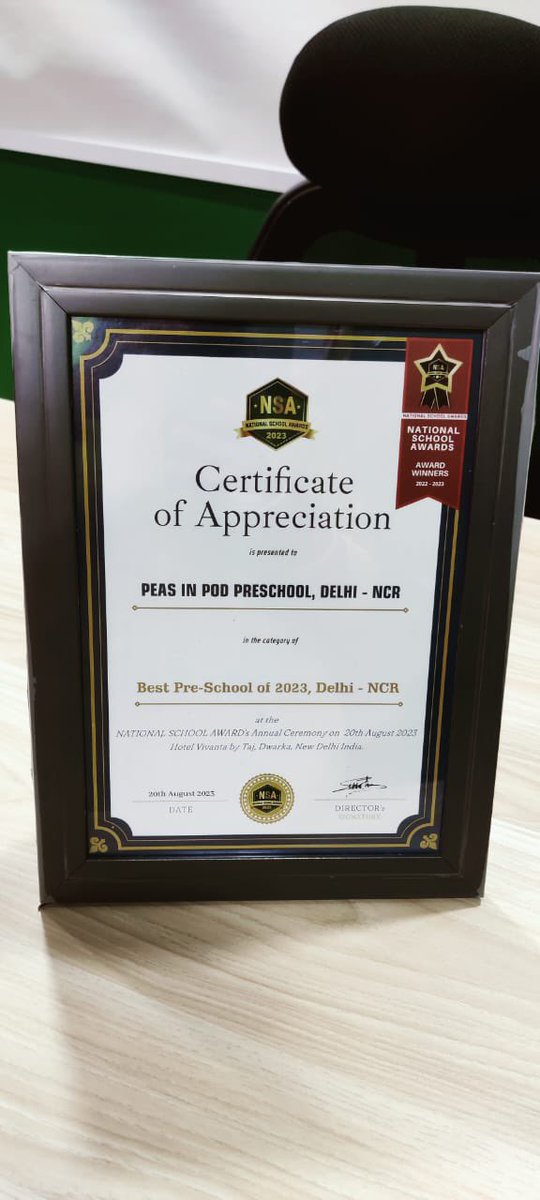 NSA
NATIONAL SCHOOL AWARDS
2023
NSA
NATIONAL SCHOOL AWARDS
NATIONAL
SCHOOL
AWARDS
AWARD
WINNERS
2022 - 2023
Certificate
of Appreciation
is presented to
PEAS IN POD PRESCHOOL, DELHI - NCR
in the category of
Best Pre-School of 2023, Delhi - NCR
at the
NATIONAL SCHOOL AWARD's Annual Ceremony on 20th August 2023
Hotel Vivanta by Taj, Dwarka, New Delhi India.
20th August 2023
DATE
NSA
DIRECTOR's
SIGNATURE